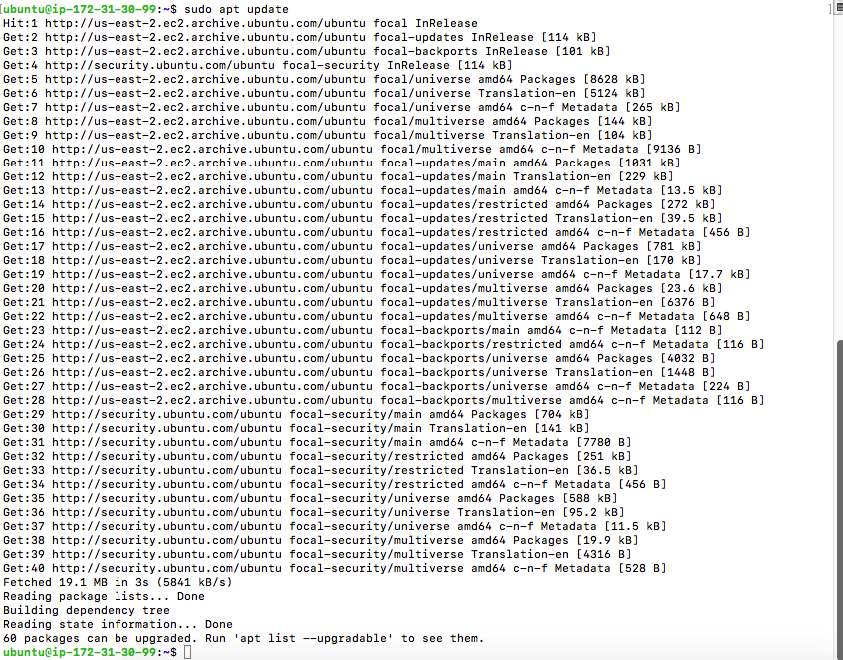 [ubuntu@ip-172-31-30-99:~$ sudo apt update ]
Hit:1 http://us-east-2.ec2.archive.ubuntu.com/ubuntu focal InRelease
Get:2 http://us-east-2.ec2.archive.ubuntu.com/ubuntu focal-updates InRelease [114 kB]
Get:3 http://us-east-2.ec2.archive.ubuntu.com/ubuntu focal-backports InRelease [101 kB]
Get:4 http://security.ubuntu.com/ubuntu focal-security InRelease [114 kB]
Get:5 http://us-east-2.ec2.archive.ubuntu.com/ubuntu focal/universe amd64 Packages [8628 kB]
Get:6 http://us-east-2.ec2.archive.ubuntu.com/ubuntu focal/universe Translation-en [5124 kB]
Get:7 http://us-east-2.ec2.archive.ubuntu.com/ubuntu focal/universe amd64 c-n-f Metadata [265 kB]
Get:8 http://us-east-2.ec2.archive.ubuntu.com/ubuntu focal/multiverse amd64 Packages [144 kB]
Get:9 http://us-east-2.ec2.archive.ubuntu.com/ubuntu focal/multiverse Translation-en [104 kB]
Get:10 http://us-east-2.ec2.archive.ubuntu.com/ubuntu focal/multiverse amd64 c-n-f Metadata [9136 B]
Get:11 http://us-east-2.ec2.archive.ubuntu.com/ubuntu focal-updates/main amd64 Packages [1031 kB]
Get:12 http://us-east-2.ec2.archive.ubuntu.com/ubuntu focal-updates/main Translation-en [229 kB]
Get:13 http://us-east-2.ec2.archive.ubuntu.com/ubuntu focal-updates/main amd64 c-n-f Metadata [13.5 kB]
Get:14 http://us-east-2.ec2.archive.ubuntu.com/ubuntu focal-updates/restricted amd64 Packages [272 kB]
Get:15 http://us-east-2.ec2.archive.ubuntu.com/ubuntu focal-updates/restricted Translation-en [39.5 kB]
Get:16 http://us-east-2.ec2.archive.ubuntu.com/ubuntu focal-updates/restricted amd64 c-n-f Metadata [456 B]
Get:17 http://us-east-2.ec2.archive.ubuntu.com/ubuntu focal-updates/universe amd64 Packages [781 kB]
Get:18 http://us-east-2.ec2.archive.ubuntu.com/ubuntu focal-updates/universe Translation-en [170 kB]
Get:19 http://us-east-2.ec2.archive.ubuntu.com/ubuntu focal-updates/universe amd64 c-n-f Metadata [17.7 kB]
Get:20 http://us-east-2.ec2.archive.ubuntu.com/ubuntu focal-updates/multiverse amd64 Packages [23.6 kB]
Get:21 http://us-east-2.ec2.archive.ubuntu.com/ubuntu focal-updates/multiverse Translation-en [6376 B]
Get:22 http://us-east-2.ec2.archive.ubuntu.com/ubuntu focal-updates/multiverse amd64 c-n-f Metadata [648 B]
Get:23 http://us-east-2.ec2.archive.ubuntu.com/ubuntu focal-backports/main amd64 c-n-f Metadata [112 B]
Get:24 http://us-east-2.ec2.archive.ubuntu.com/ubuntu focal-backports/restricted amd64 c-n-f Metadata [116 B]
Get:25 http://us-east-2.ec2.archive.ubuntu.com/ubuntu focal-backports/universe amd64 Packages [4032 B]
Get:26 http://us-east-2.ec2.archive.ubuntu.com/ubuntu focal-backports/universe Translation-en [1448 B]
Get:27 http://us-east-2.ec2.archive.ubuntu.com/ubuntu focal-backports/universe amd64 c-n-f Metadata [224 B]
Get:28 http://us-east-2.ec2.archive.ubuntu.com/ubuntu focal-backports/multiverse amd64 c-n-f Metadata [116 B]
Get:29 http://security.ubuntu.com/ubuntu focal-security/main amd64 Packages [704 kB]
Get:30 http://security.ubuntu.com/ubuntu focal-security/main Translation-en [141 kB]
Get:31 http://security.ubuntu.com/ubuntu focal-security/main amd64 c-n-f Metadata [7780 B]
Get:32 http://security.ubuntu.com/ubuntu focal-security/restricted amd64 Packages [251 kB]
Get:33 http://security.ubuntu.com/ubuntu focal-security/restricted Translation-en [36.5 kB]
Get:34 http://security.ubuntu.com/ubuntu focal-security/restricted amd64 c-n-f Metadata [456 B]
Get:35 http://security.ubuntu.com/ubuntu focal-security/universe amd64 Packages [588 kB]
Get:36 http://security.ubuntu.com/ubuntu focal-security/universe Translation-en [95.2 kB]
Get:37 http://security.ubuntu.com/ubuntu focal-security/universe amd64 c-n-f Metadata [11.5 kB]
Get:38 http://security.ubuntu.com/ubuntu focal-security/multiverse amd64 Packages [19.9 kB]
Get:39 http://security.ubuntu.com/ubuntu focal-security/multiverse Translation-en [4316 B]
Get:40 http://security.ubuntu.com/ubuntu focal-security/multiverse amd64 c-n-f Metadata [528 B]
Fetched 19.1 MB in 3s (5841 kB/s)
Reading package lists... Done
Building dependency tree
Reading state information... Done
60 packages can be upgraded. Run 'apt list --upgradable' to see them.
ubuntu@ip-172-31-30-99:~$